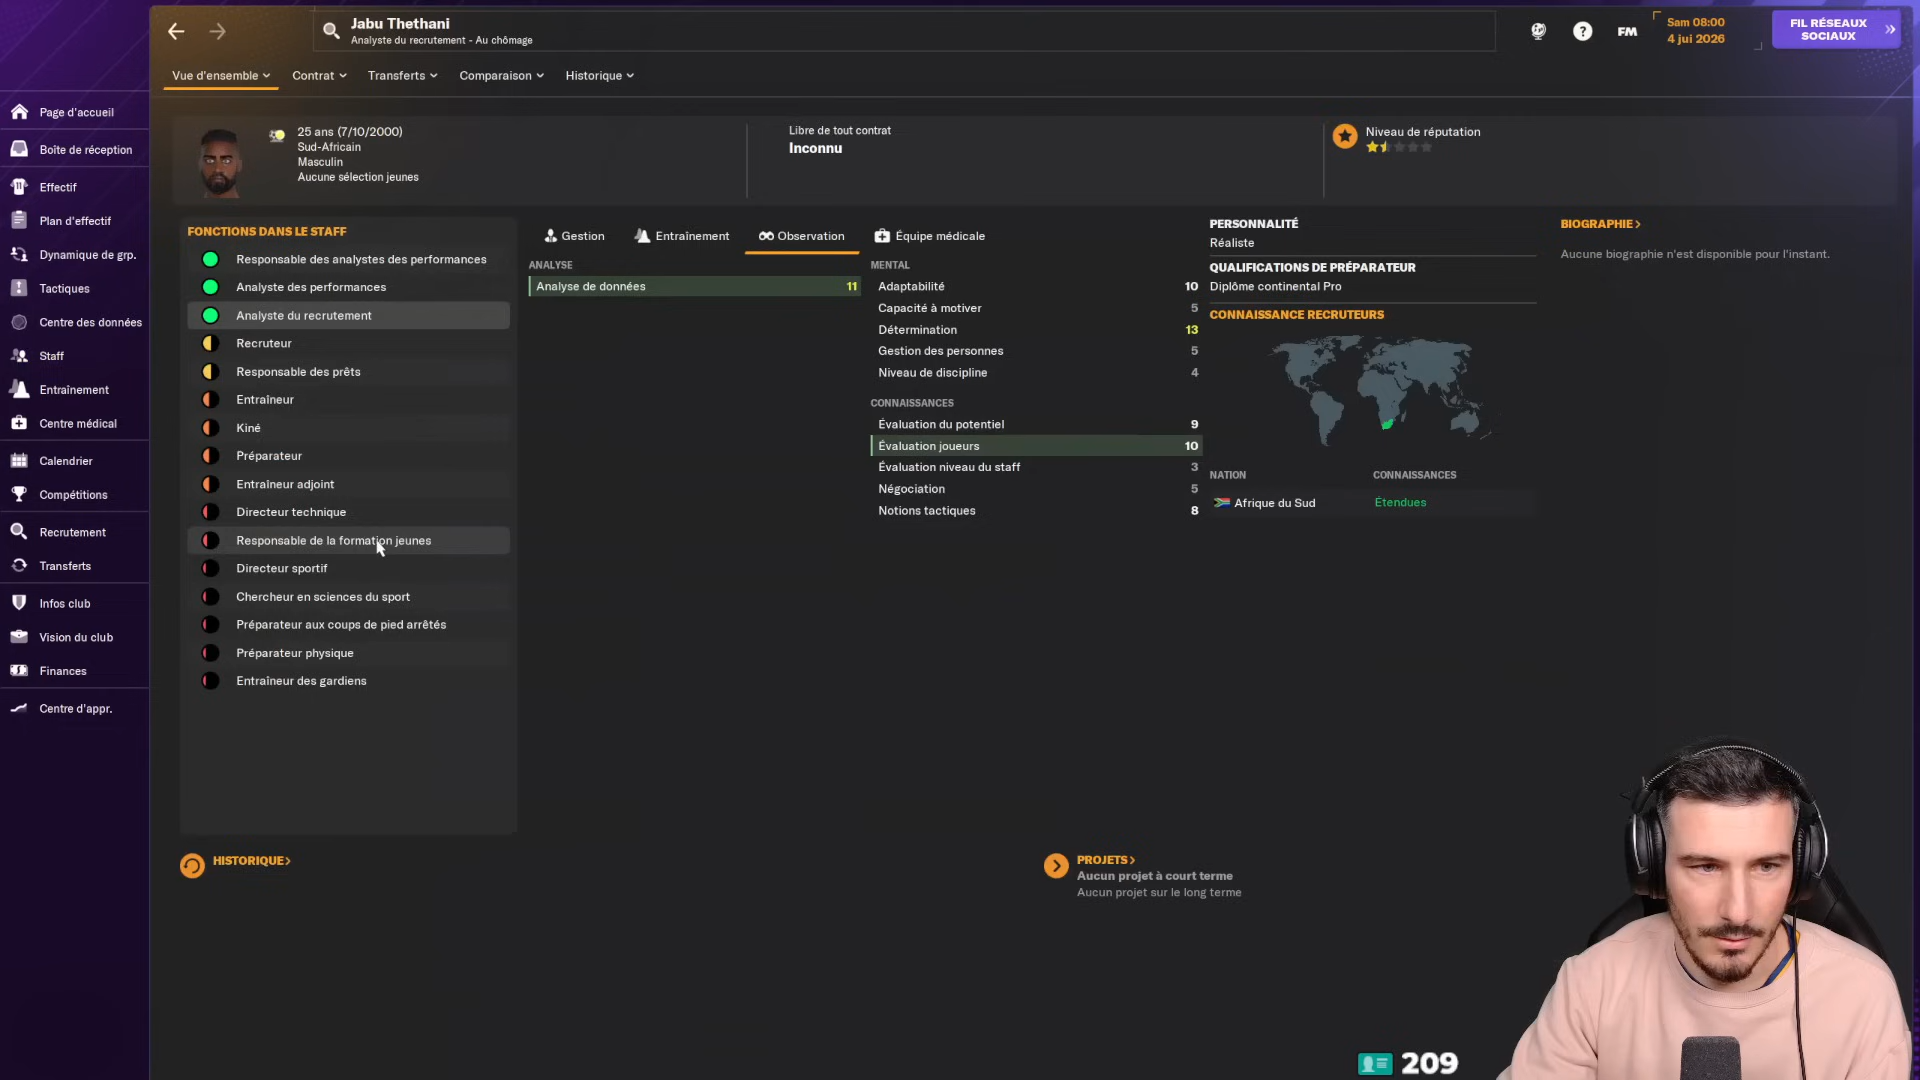 Jabu Thethani
Analyste du recrutement - Au chômage
FM
Sam 08:00
4 jui 2026
FIL RÉSEAUX
SOCIAUX
Vue d'ensemble
Contrat
Transferts
Comparaison
Historique
Page d'accueil
Boîte de réception
Effectif
Plan d'effectif
Dynamique de grp.
Tactiques
Centre des données
Staff
Entraînement
Centre médical
Calendrier
Compétitions
Recrutement
Transferts
Infos club
Vision du club
Finances
Centre d'appr.
25 ans (7/10/2000)
Sud-Africain
Masculin
Aucune sélection jeunes
Libre de tout contrat
Inconnu
Niveau de réputation
FONCTIONS DANS LE STAFF
Responsable des analystes des performances
Analyste des performances
Analyste du recrutement
Recruteur
Responsable des prêts
Entraîneur
Kiné
Préparateur
Entraîneur adjoint
Directeur technique
Responsable de la formation jeunes
Directeur sportif
Chercheur en sciences du sport
Préparateur aux coups de pied arrêtés
Préparateur physique
Entraîneur des gardiens
Gestion
Entraînement
Observation
Équipe médicale
ANALYSE
Analyse de données 11
MENTAL
Adaptabilité 10
Capacité à motiver 5
Détermination 13
Gestion des personnes 5
Niveau de discipline 4
CONNAISSANCES
Évaluation du potentiel 9
Évaluation joueurs 10
Évaluation niveau du staff 3
Négociation 5
Notions tactiques 8
PERSONNALITÉ
Réaliste
QUALIFICATIONS DE PRÉPARATEUR
Diplôme continental Pro
CONNAISSANCE RECRUTEURS
NATION CONNAISSANCES
Afrique du Sud Étendues
BIOGRAPHIE>
Aucune biographie n'est disponible pour l'instant.
HISTORIQUE>
PROJETS>
Aucun projet à court terme
Aucun projet sur le long terme
209